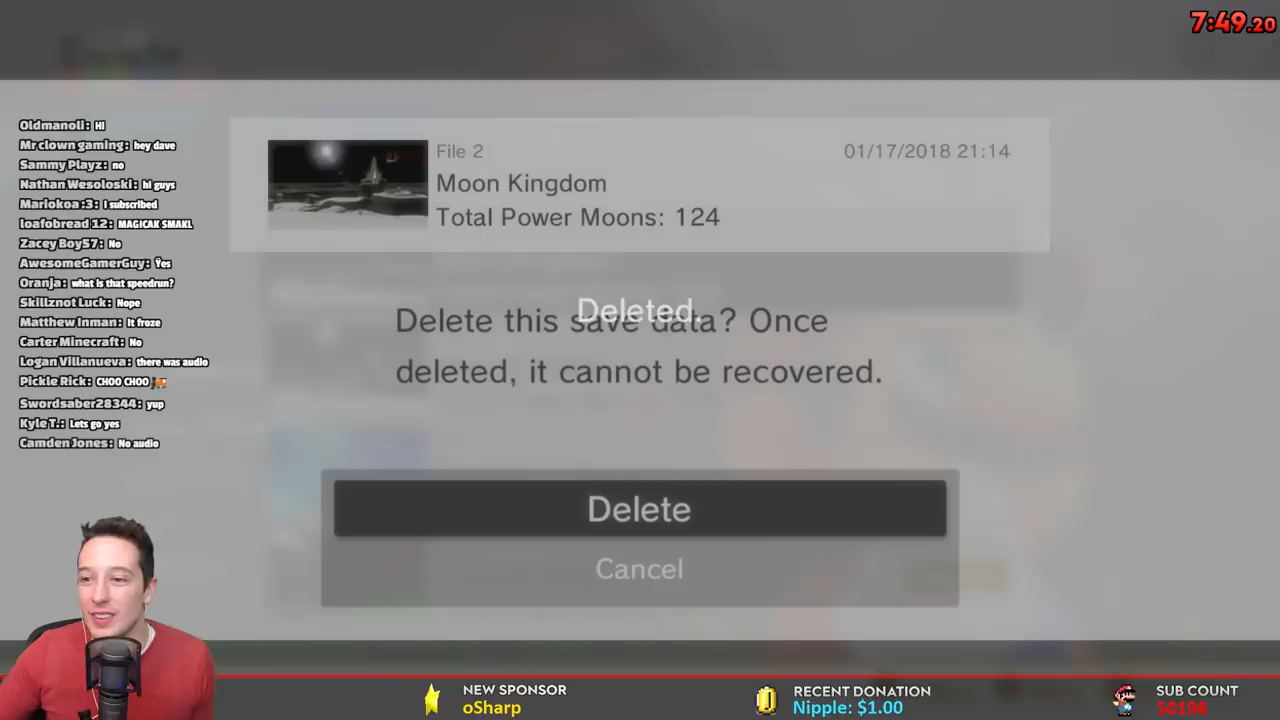 7:49.20
Oldmanoli: Hi
Mrclown gaming: hey dave
Sammy Playz: no
Nathan Wesoloski: hi guys
Mariokoa :3: I subscribed
loafobread 12: MAGICAK SMAKL
Zacey Boy57: No
AwesomeGamerGuy: Yes
Oranja: what is that speedrun?
Skillznot Luck: Nope
Matthew Inman: It froze
Carter Minecraft: No
Logan Villanueva: there was audio
Pickle Rick: CHOO CHOO 🚂
Swordsaber28344: yup
Kyle T.: Lets go yes
Camden Jones: No audio
File 2
01/17/2018 21:14
Moon Kingdom
Total Power Moons: 124
Deleted.
Delete this save data? Once
deleted, it cannot be recovered.
Delete
Cancel
NEW SPONSOR
oSharp
RECENT DONATION
Nipple: $1.00
SUB COUNT
50198